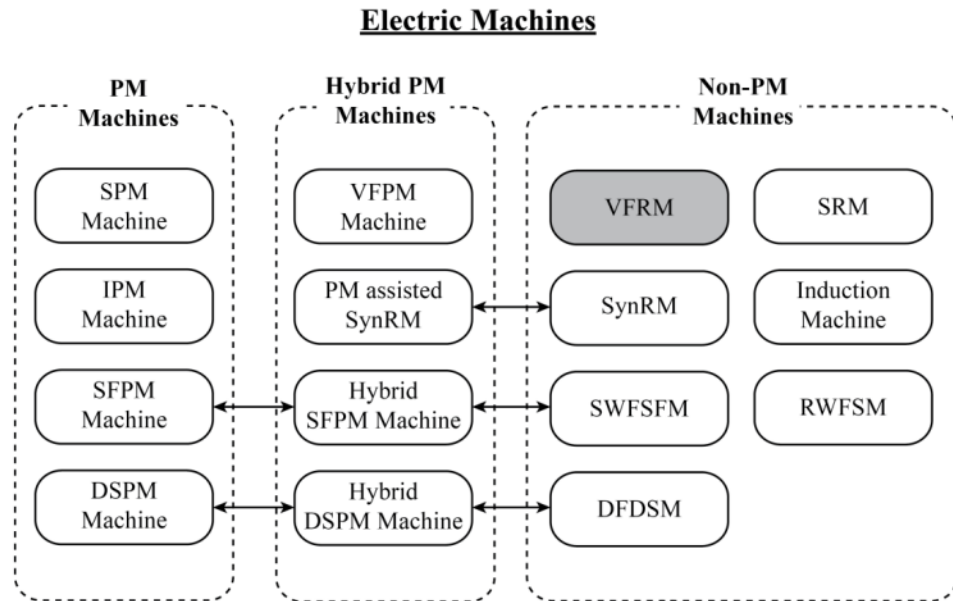 Electric Machines
PM
Machines
Hybrid PM
Machines
Non-PM
Machines
SPM
Machine
VFPM
Machine
VFRM
SRM
IPM
Machine
PM assisted
SynRM
SynRM
Induction
Machine
SFPM
Machine
Hybrid
SFPM Machine
SWFSFM
RWFSM
DSPM
Machine
Hybrid
DSPM Machine
DFDSM